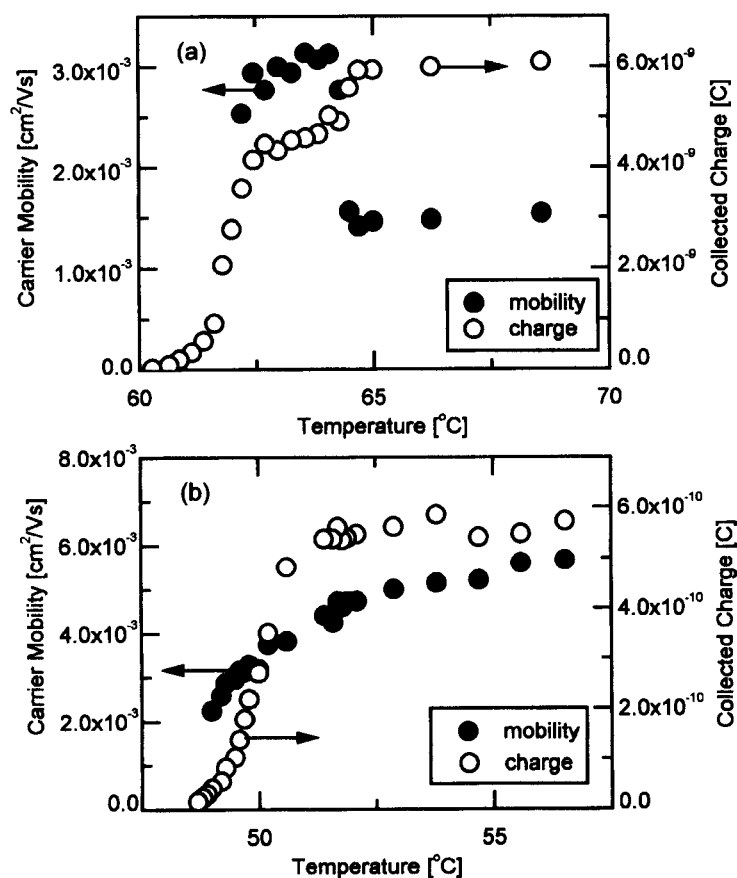 (a)
Carrier Mobility [cm²/Vs]
3.0x10⁻³
2.0x10⁻³
1.0x10⁻³
0.0
6.0x10⁻⁹
4.0x10⁻⁹
2.0x10⁻⁹
0.0
Collected Charge [C]
mobility
charge
60 65 70
Temperature [°C]
(b)
Carrier Mobility [cm²/Vs]
8.0x10⁻³
6.0x10⁻³
4.0x10⁻³
2.0x10⁻³
0.0
6.0x10⁻¹⁰
4.0x10⁻¹⁰
2.0x10⁻¹⁰
0.0
Collected Charge [C]
mobility
charge
50 55
Temperature [°C]